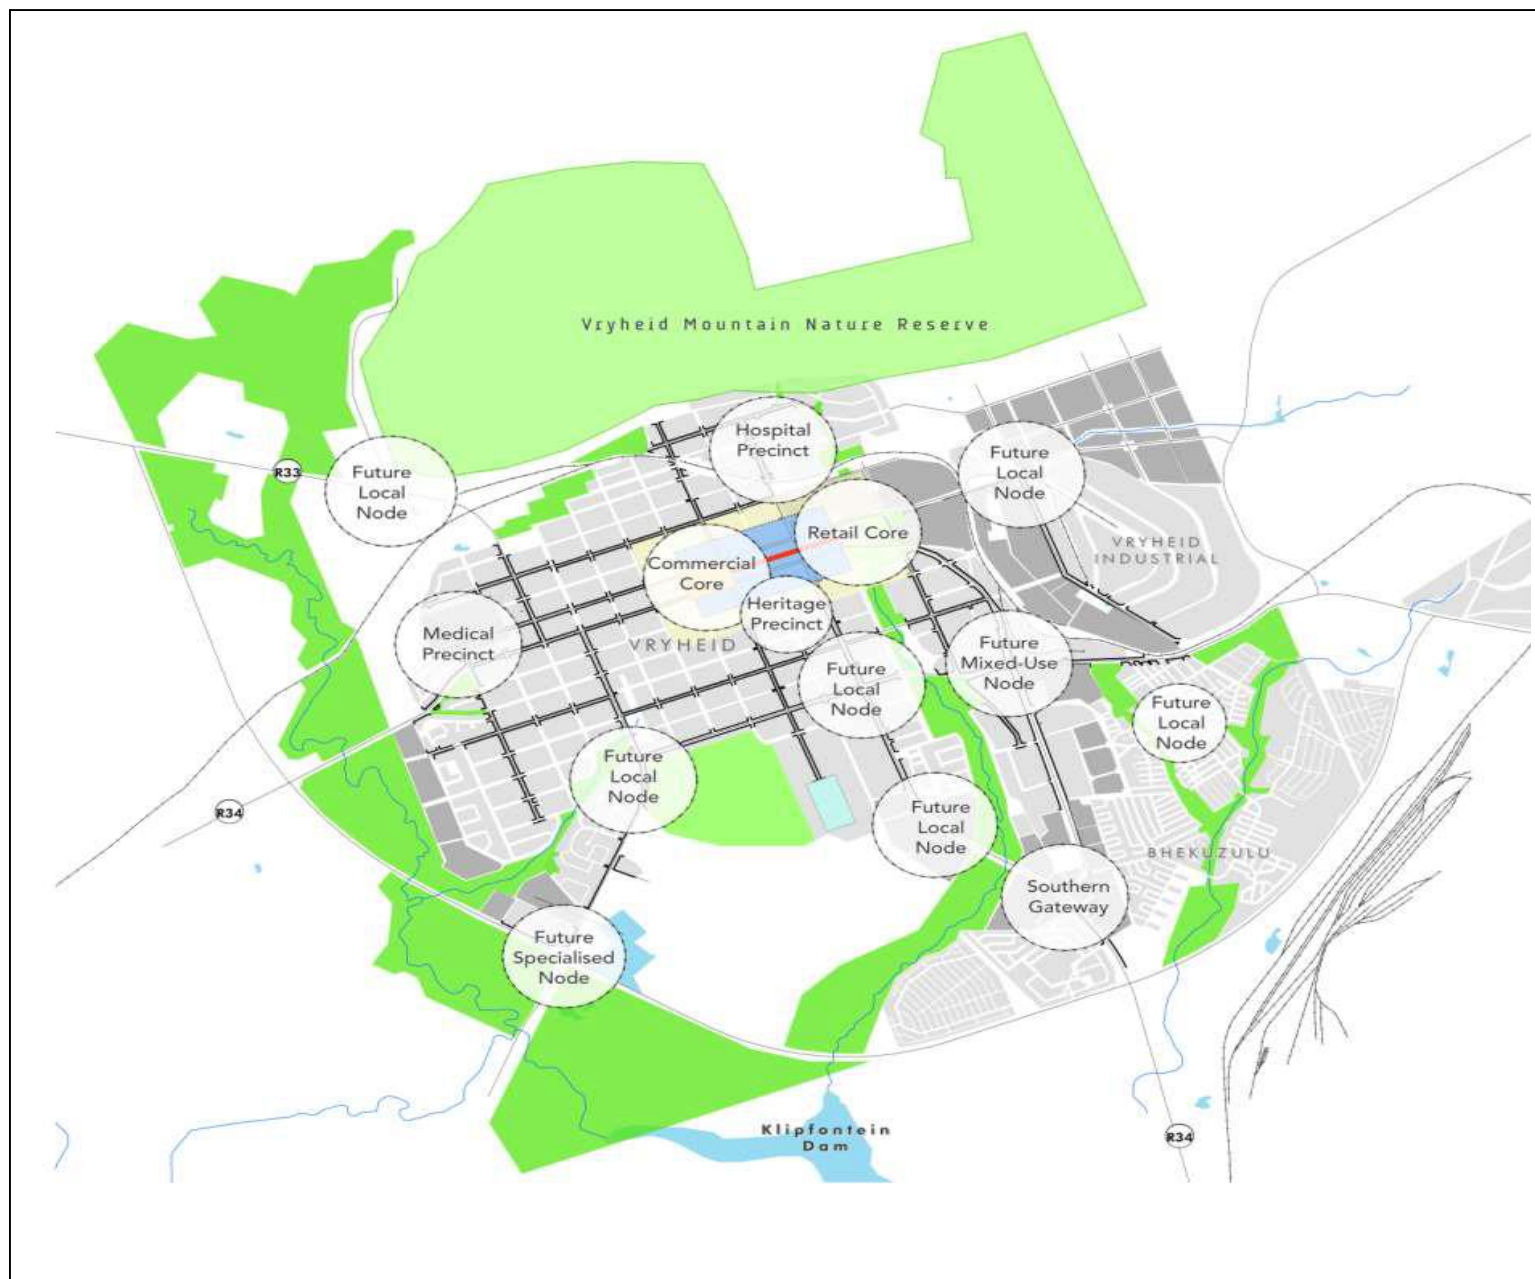 Vryheid Mountain Nature Reserve
Hospital
Precinct
Future
Local
Node
R33
Future
Local
Node
Retail Core
VRYHEID
INDUSTRIAL
Commercial
Core
Heritage
Precinct
Medical
Precinct
VRYHEID
Future
Mixed-Use
Node
Future
Local
Node
Future
Local
Node
Future
Local
Node
R34
Future
Local
Node
BHEKUZULU
Southern
Gateway
Future
Specialised
Node
Klipfontein
Dam
R34